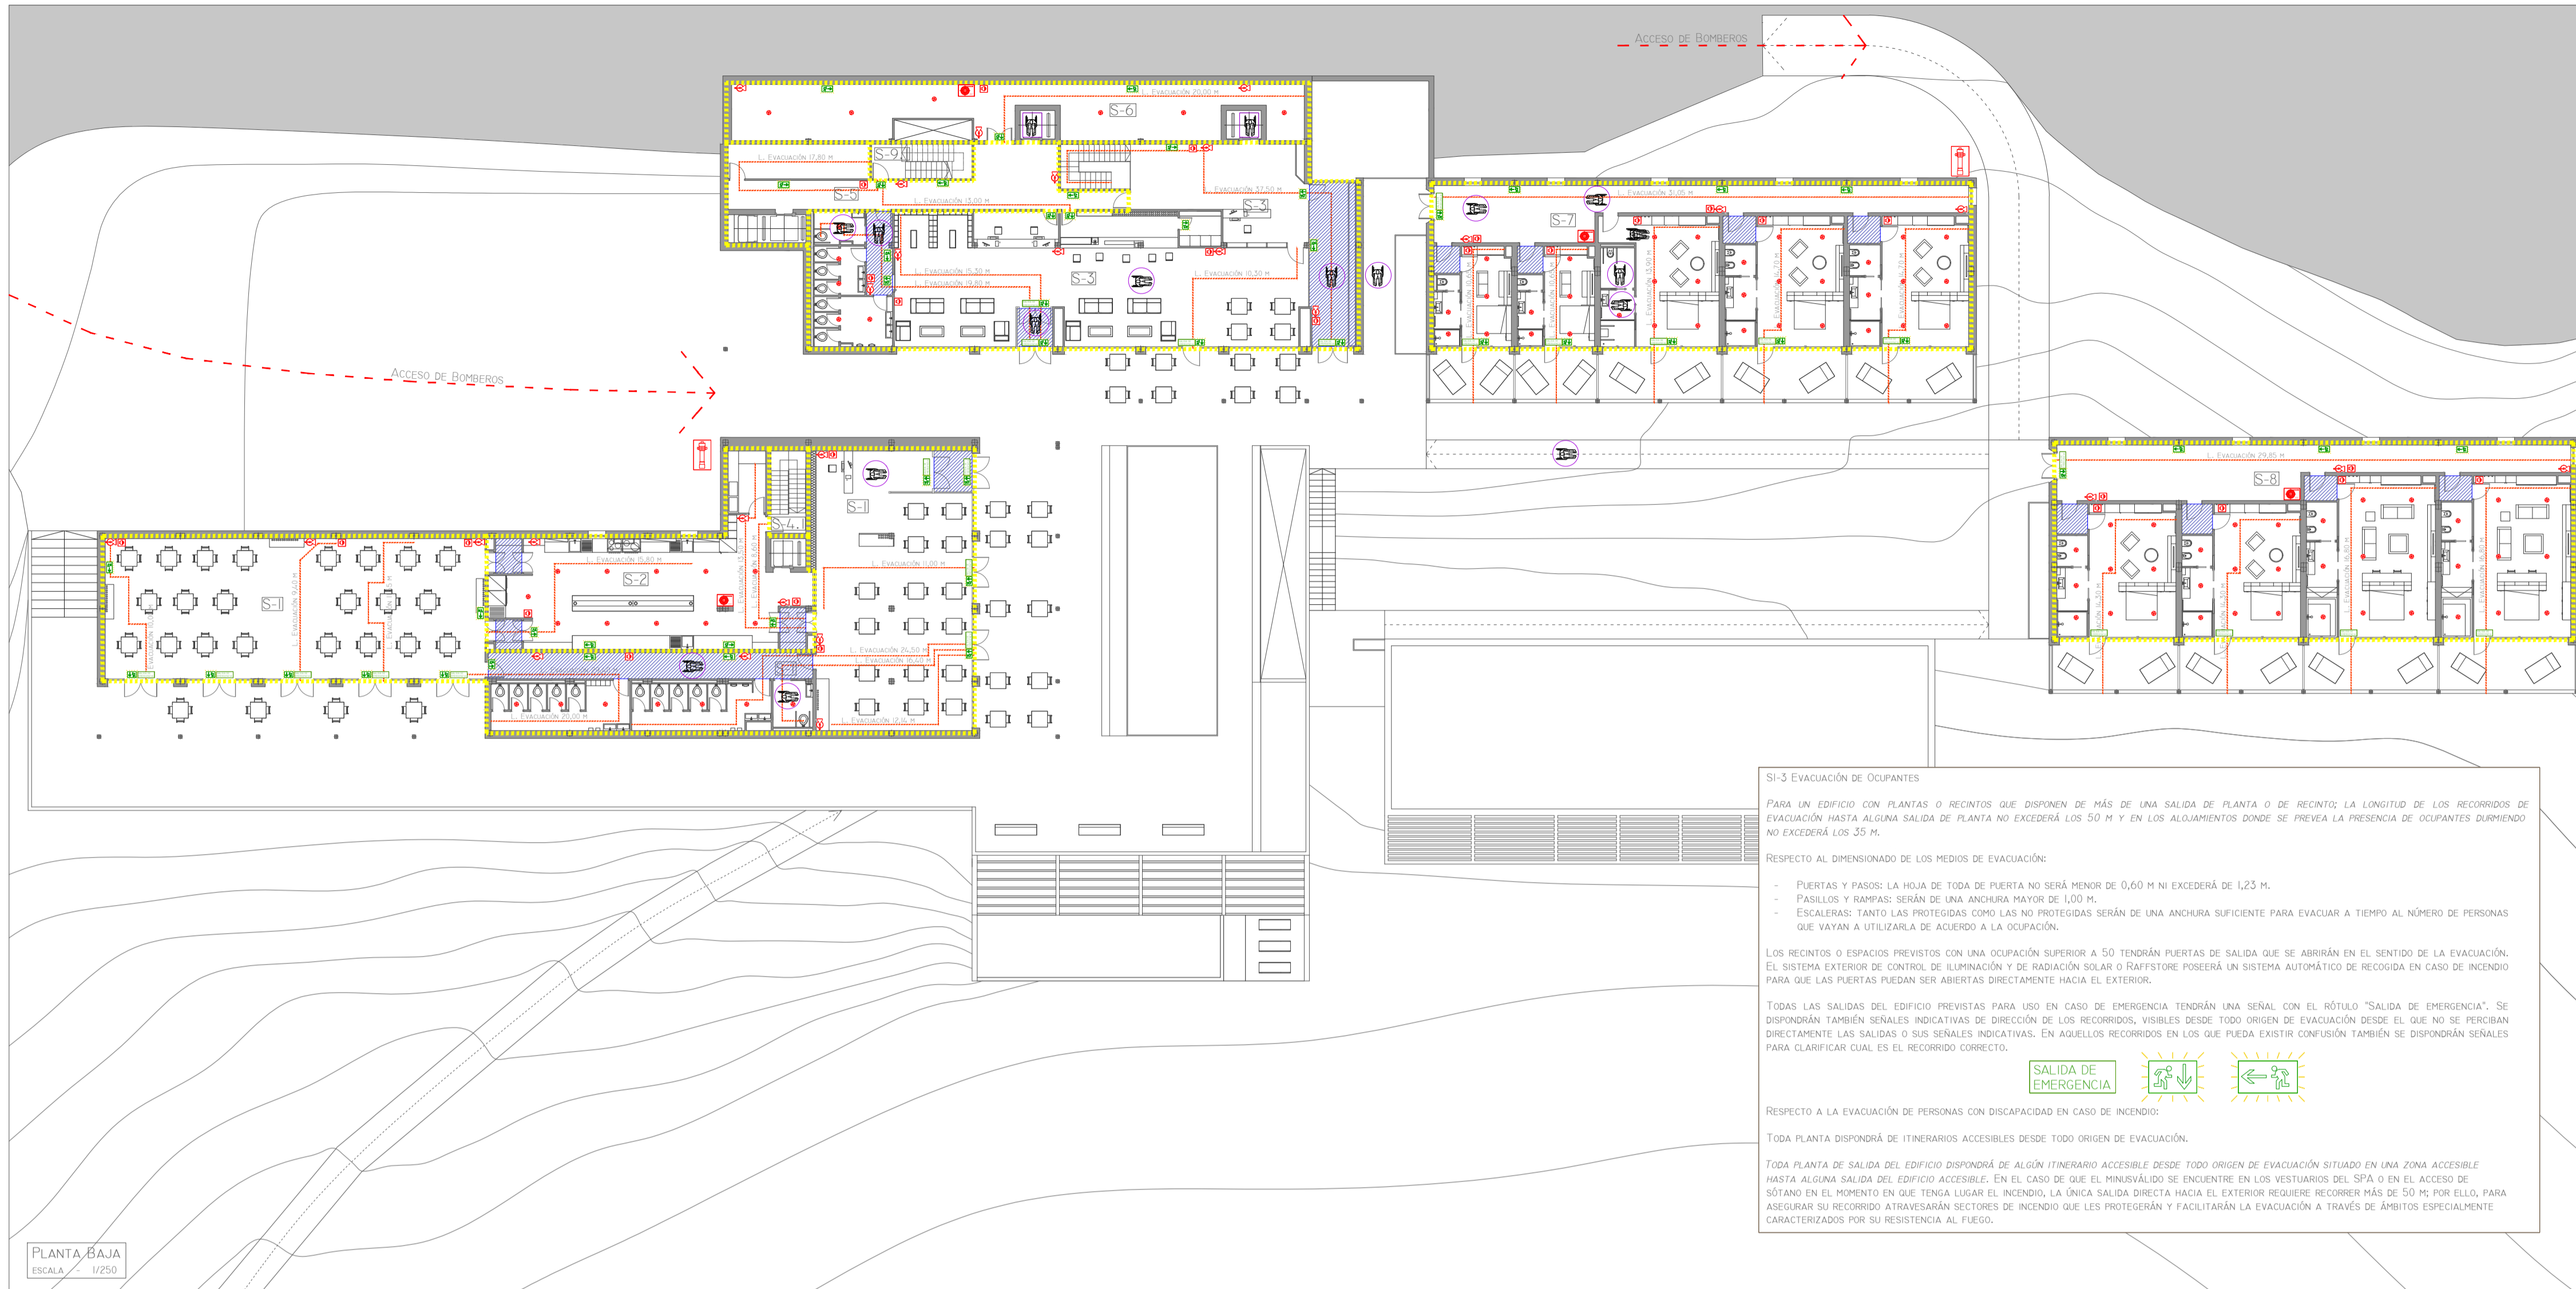 Acceso de Bomberos
L. Evacuación 20,00 m
S-6
L. Evacuación 17,80 m
S-9
S-5
L. Evacuación 37,50 m
L. Evacuación 13,00 m
S-3
L. Evacuación 31,05 m
S-7
L. Evacuación 15,30 m
L. Evacuación 10,30 m
S-3
L. Evacuación 19,80 m
L. Evacuación 13,90 m
Acceso de Bomberos
L. Evacuación 29,85 m
S-8
S-1
S-4.1
L. Evacuación 15,80 m
S-2
L. Evacuación 8,60 m
L. Evacuación 11,00 m
L. Evacuación 9,40 m
S-1
L. Evacuación 24,50 m
L. Evacuación 16,40 m
L. Evacuación 20,00 m
L. Evacuación 12,14 m
L. Evacuación 16,80 m
L. Evacuación 16,80 m
SI-3 Evacuación de Ocupantes
Para un edificio con plantas o recintos que disponen de más de una salida de planta o de recinto; la longitud de los recorridos de
evacuación hasta alguna salida de planta no excederá los 50 m y en los alojamientos donde se prevea la presencia de ocupantes durmiendo
no excederá los 35 m.
Respecto al dimensionado de los medios de evacuación:
- Puertas y pasos: la hoja de toda de puerta no será menor de 0,60 m ni excederá de 1,23 m.
- Pasillos y rampas: serán de una anchura mayor de 1,00 m.
- Escaleras: tanto las protegidas como las no protegidas serán de una anchura suficiente para evacuar a tiempo al número de personas
que vayan a utilizarla de acuerdo a la ocupación.
Los recintos o espacios previstos con una ocupación superior a 50 tendrán puertas de salida que se abrirán en el sentido de la evacuación.
El sistema exterior de control de iluminación y de radiación solar o Raffstore poseerá un sistema automático de recogida en caso de incendio
para que las puertas puedan ser abiertas directamente hacia el exterior.
Todas las salidas del edificio previstas para uso en caso de emergencia tendrán una señal con el rótulo "Salida de emergencia". Se
dispondrán también señales indicativas de dirección de los recorridos, visibles desde todo origen de evacuación desde el que no se perciban
directamente las salidas o sus señales indicativas. En aquellos recorridos en los que pueda existir confusión también se dispondrán señales
para clarificar cual es el recorrido correcto.
SALIDA DE
EMERGENCIA
Respecto a la evacuación de personas con discapacidad en caso de incendio:
Toda planta dispondrá de itinerarios accesibles desde todo origen de evacuación.
Toda planta de salida del edificio dispondrá de algún itinerario accesible desde todo origen de evacuación situado en una zona accesible
hasta alguna salida del edificio accesible. En el caso de que el minusválido se encuentre en los vestuarios del SPA o en el acceso de
sótano en el momento en que tenga lugar el incendio, la única salida directa hacia el exterior requiere recorrer más de 50 m; por ello, para
asegurar su recorrido atravesarán sectores de incendio que les protegerán y facilitarán la evacuación a través de ámbitos especialmente
caracterizados por su resistencia al fuego.
Planta Baja
escala - 1/250